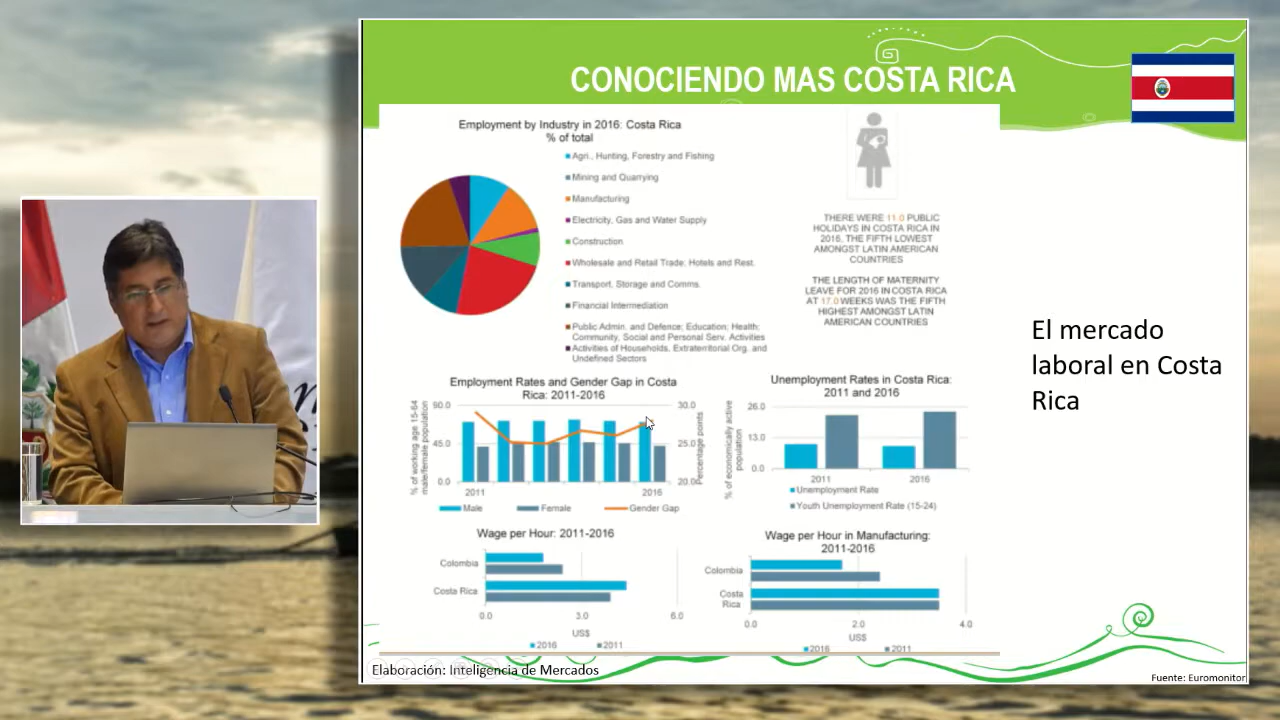 CONOCIENDO MAS COSTA RICA
Employment by Industry in 2016: Costa Rica
% of total
Agri., Hunting, Forestry and Fishing
Mining and Quarrying
Manufacturing
Electricity, Gas and Water Supply
Construction
Wholesale and Retail Trade; Hotels and Rest.
Transport, Storage and Comms.
Financial Intermediation
Public Admin. and Defence; Education; Health;
Community, Social and Personal Serv. Activities
Activities of Households, Extraterritorial Org. and
Undefined Sectors
THERE WERE 11.0 PUBLIC
HOLIDAYS IN COSTA RICA IN
2016, THE FIFTH LOWEST
AMONGST LATIN AMERICAN
COUNTRIES
THE LENGTH OF MATERNITY
LEAVE FOR 2016 IN COSTA RICA
AT 17.0 WEEKS WAS THE FIFTH
HIGHEST AMONGST LATIN
AMERICAN COUNTRIES
El mercado
laboral en Costa
Rica
Employment Rates and Gender Gap in Costa
Rica: 2011-2016
% of working age 15-64
male/female population
90.0
45.0
0.0
30.0
25.0
20.0
Percentage points
2011
2016
Male
Female
Gender Gap
Unemployment Rates in Costa Rica:
2011 and 2016
% of economically active
population
26.0
13.0
0.0
2011
2016
Unemployment Rate
Youth Unemployment Rate (15-24)
Wage per Hour: 2011-2016
Colombia
Costa Rica
0.0
3.0
6.0
US$
2016
2011
Wage per Hour in Manufacturing:
2011-2016
Colombia
Costa
Rica
0.0
2.0
4.0
US$
2016
2011
Elaboración: Inteligencia de Mercados
Fuente: Euromonitor